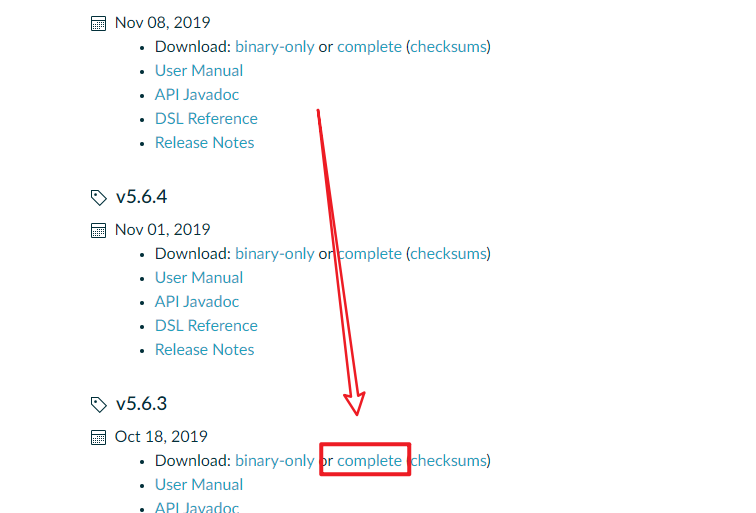 Nov 08, 2019
Download: binary-only or complete (checksums)
User Manual
API Javadoc
DSL Reference
Release Notes
v5.6.4
Nov 01, 2019
Download: binary-only or complete (checksums)
User Manual
API Javadoc
DSL Reference
Release Notes
v5.6.3
Oct 18, 2019
Download: binary-only or complete (checksums)
User Manual
API Javadoc